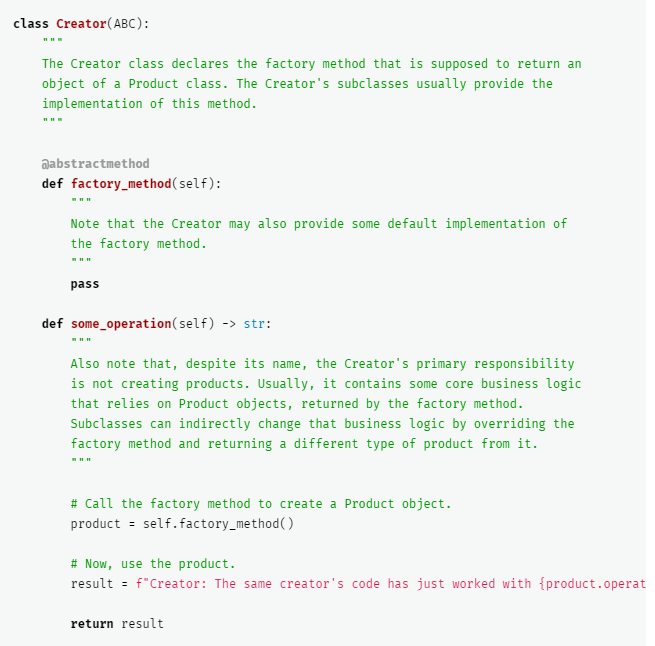 class Creator(ABC):
    """
    The Creator class declares the factory method that is supposed to return an
    object of a Product class. The Creator's subclasses usually provide the
    implementation of this method.
    """

    @abstractmethod
    def factory_method(self):
        """
        Note that the Creator may also provide some default implementation of
        the factory method.
        """
        pass

    def some_operation(self) -> str:
        """
        Also note that, despite its name, the Creator's primary responsibility
        is not creating products. Usually, it contains some core business logic
        that relies on Product objects, returned by the factory method.
        Subclasses can indirectly change that business logic by overriding the
        factory method and returning a different type of product from it.
        """

        # Call the factory method to create a Product object.
        product = self.factory_method()

        # Now, use the product.
        result = f"Creator: The same creator's code has just worked with {product.operat

        return result